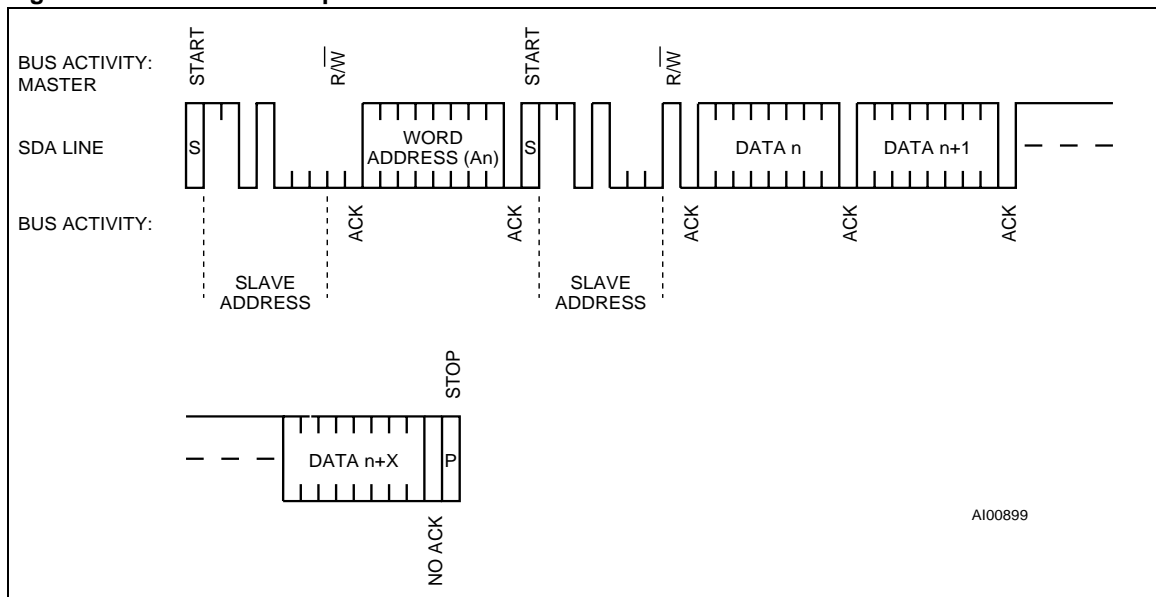 START
R/W
START
R/W
BUS ACTIVITY:
MASTER
SDA LINE
S
WORD
ADDRESS (An)
S
DATA n
DATA n+1
BUS ACTIVITY:
ACK
ACK
ACK
ACK
ACK
SLAVE
ADDRESS
SLAVE
ADDRESS
STOP
DATA n+X
P
NO ACK
AI00899